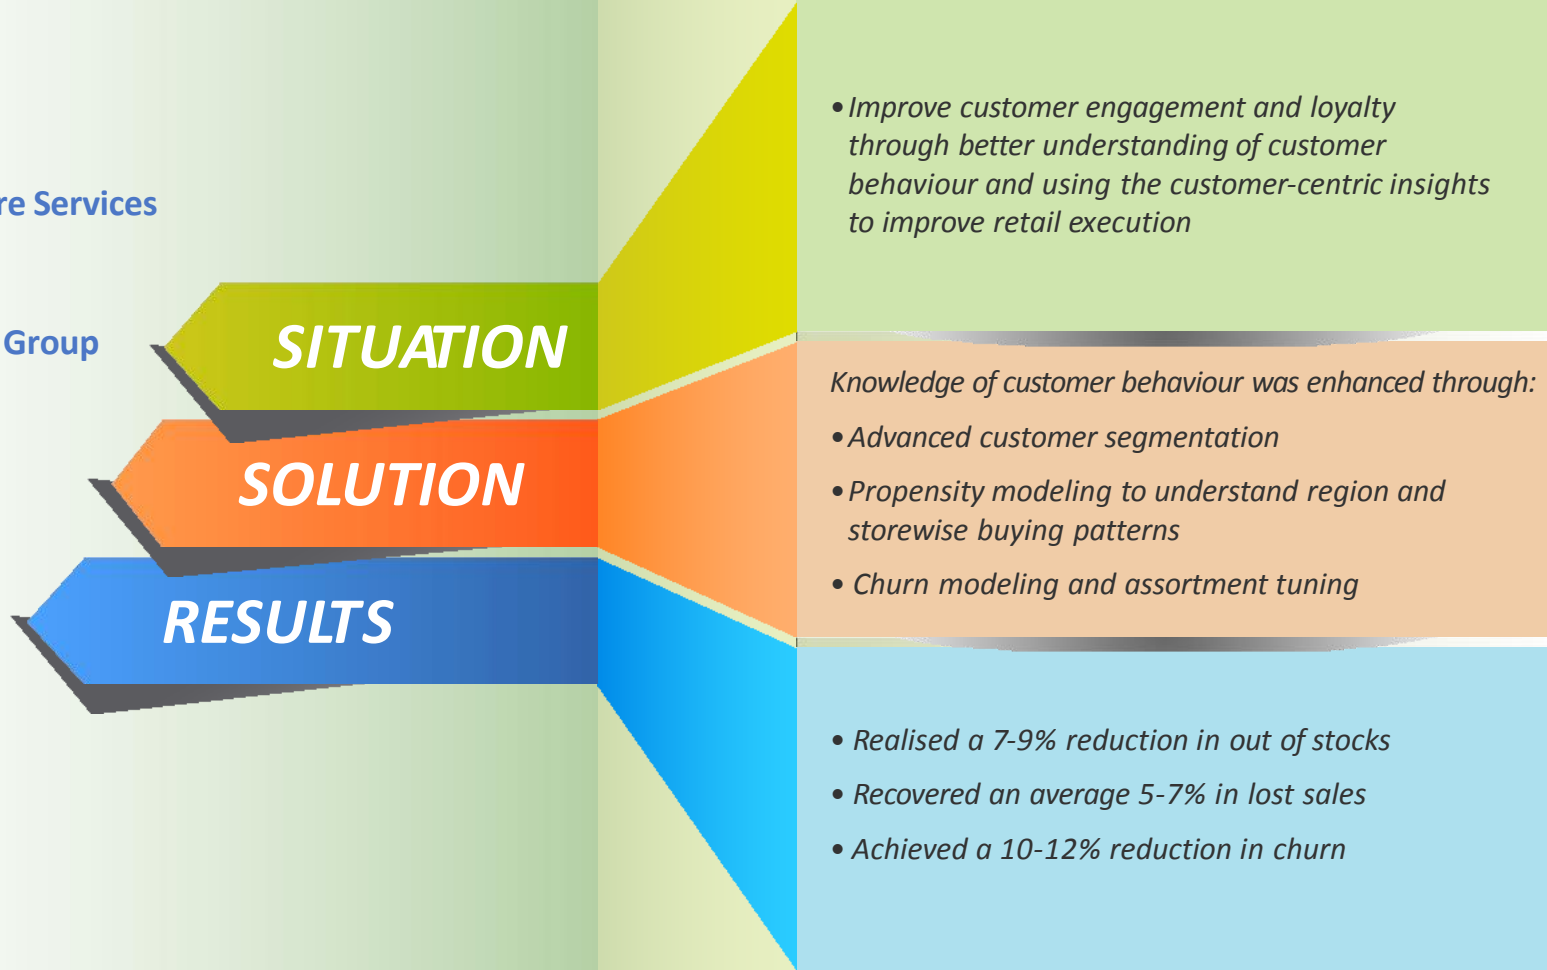 re Services
Group
SITUATION
• Improve customer engagement and loyalty
through better understanding of customer
behaviour and using the customer-centric insights
to improve retail execution
SOLUTION
Knowledge of customer behaviour was enhanced through:
• Advanced customer segmentation
• Propensity modeling to understand region and
storewise buying patterns
• Churn modeling and assortment tuning
RESULTS
• Realised a 7-9% reduction in out of stocks
• Recovered an average 5-7% in lost sales
• Achieved a 10-12% reduction in churn